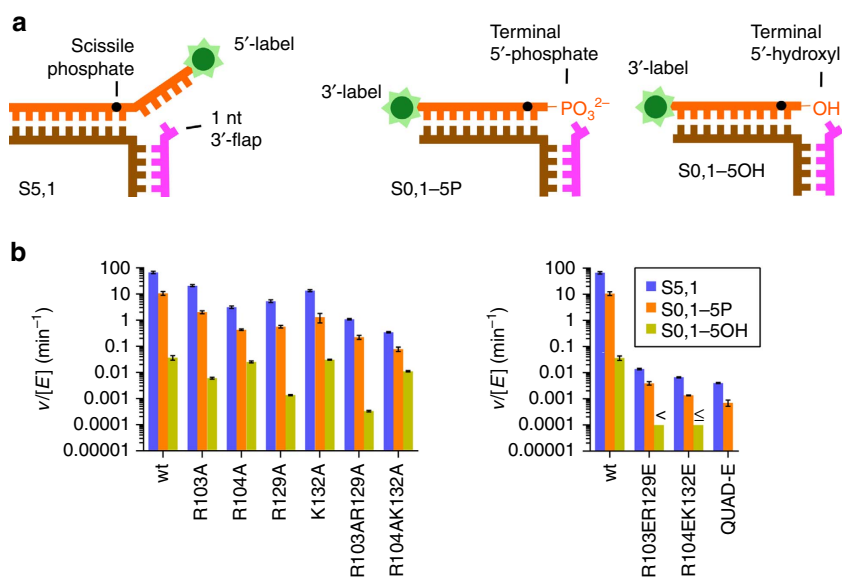 a
Scissile
phosphate
5′-label
1 nt
3′-flap
S5,1
3′-label
Terminal
5′-phosphate
PO₃²⁻
S0,1–5P
3′-label
Terminal
5′-hydroxyl
OH
S0,1–5OH
b
v/[E] (min⁻¹)
100
10
1
0.1
0.01
0.001
0.0001
0.00001
wt
R103A
R104A
R129A
K132A
R103AR129A
R104AK132A
v/[E] (min⁻¹)
100
10
1
0.1
0.01
0.001
0.0001
0.00001
S5,1
S0,1–5P
S0,1–5OH
<
≤
wt
R103ER129E
R104EK132E
QUAD-E